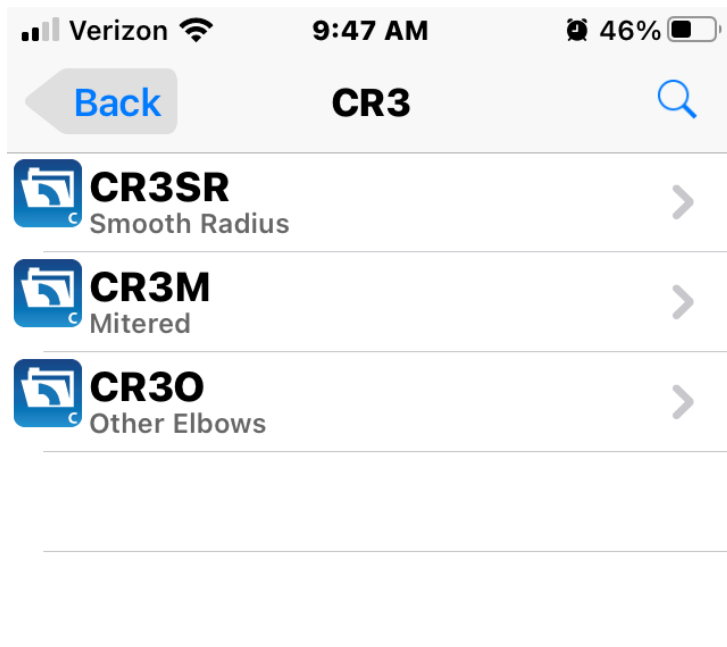 Verizon 9:47 AM 46%
Back CR3
CR3SR
Smooth Radius
C
CR3M
Mitered
C
CR3O
Other Elbows
C